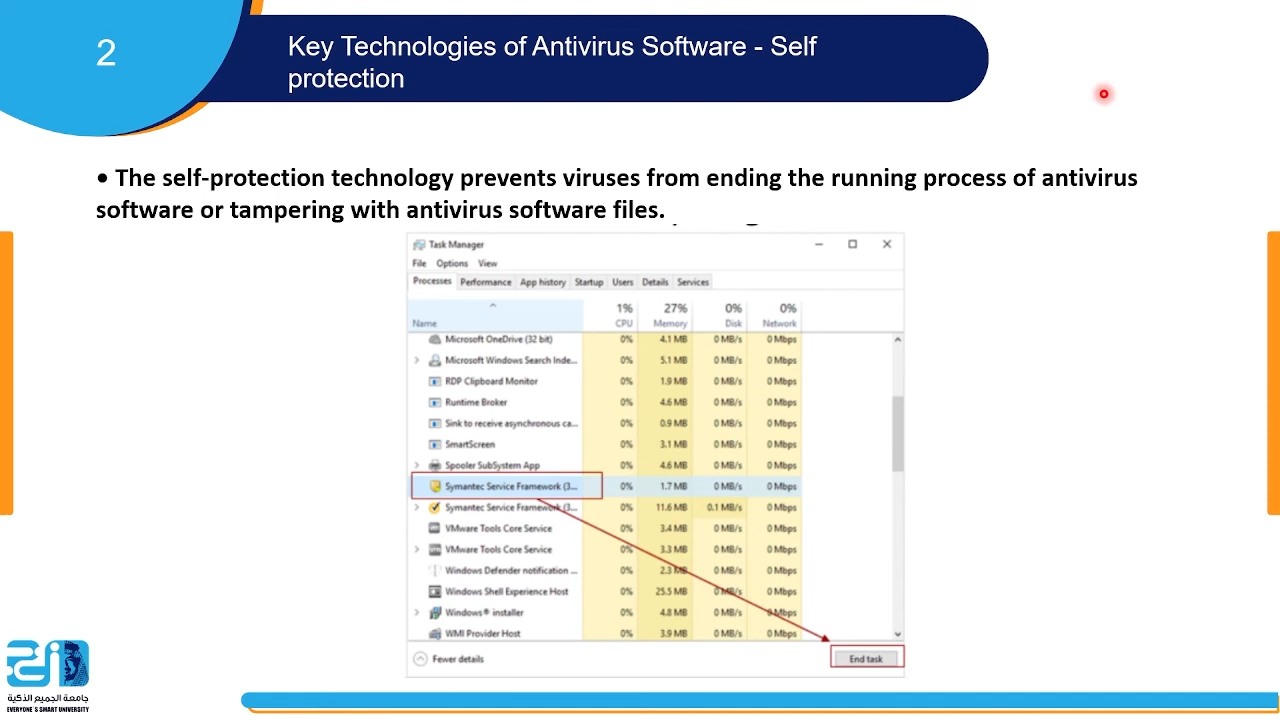 2
Key Technologies of Antivirus Software - Self
protection
• The self-protection technology prevents viruses from ending the running process of antivirus
software or tampering with antivirus software files.
Task Manager
File Options View
Processes Performance App history Startup Users Details Services
1% 27% 0% 0%
Name CPU Memory Disk Network
Microsoft OneDrive (32 bit) 0% 4.1 MB 0 MB/s 0 Mbps
Microsoft Windows Search Inde... 0% 5.1 MB 0 MB/s 0 Mbps
RDP Clipboard Monitor 0% 1.9 MB 0 MB/s 0 Mbps
Runtime Broker 0% 4.6 MB 0 MB/s 0 Mbps
Sink to receive asynchronous ca... 0% 0.9 MB 0 MB/s 0 Mbps
SmartScreen 0% 3.1 MB 0 MB/s 0 Mbps
Spooler SubSystem App 0% 4.6 MB 0 MB/s 0 Mbps
Symantec Service Framework (3... 0% 1.7 MB 0 MB/s 0 Mbps
Symantec Service Framework (3... 0% 11.6 MB 0.1 MB/s 0 Mbps
VMware Tools Core Service 0% 3.4 MB 0 MB/s 0 Mbps
VMware Tools Core Service 0% 3.3 MB 0 MB/s 0 Mbps
Windows Defender notification ... 0% 2.3 MB 0 MB/s 0 Mbps
Windows Shell Experience Host 0% 25.5 MB 0 MB/s 0 Mbps
Windows® installer 0% 4.8 MB 0 MB/s 0 Mbps
WMI Provider Host 0% 3.9 MB 0 MB/s 0 Mbps
Fewer details End task
جامعة الجميع الذكية
EVERYONE'S SMART UNIVERSITY